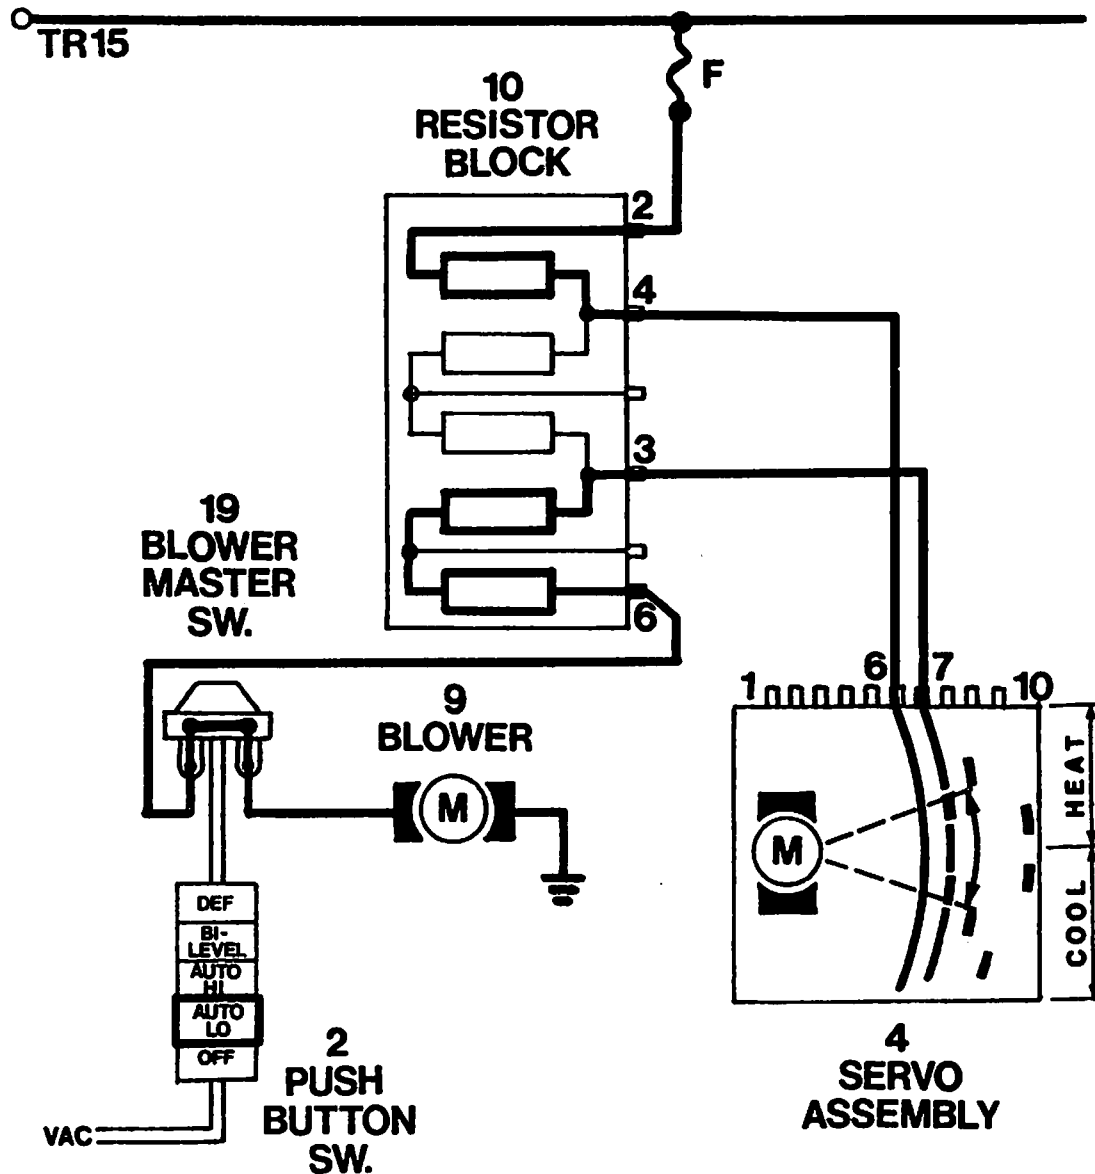 TR15
F
10
RESISTOR
BLOCK
2
4
3
6
19
BLOWER
MASTER
SW.
9
BLOWER
M
1
6
7
10
HEAT
COOL
M
DEF
BI-
LEVEL
AUTO
HI
AUTO
LO
OFF
VAC
2
PUSH
BUTTON
SW.
4
SERVO
ASSEMBLY